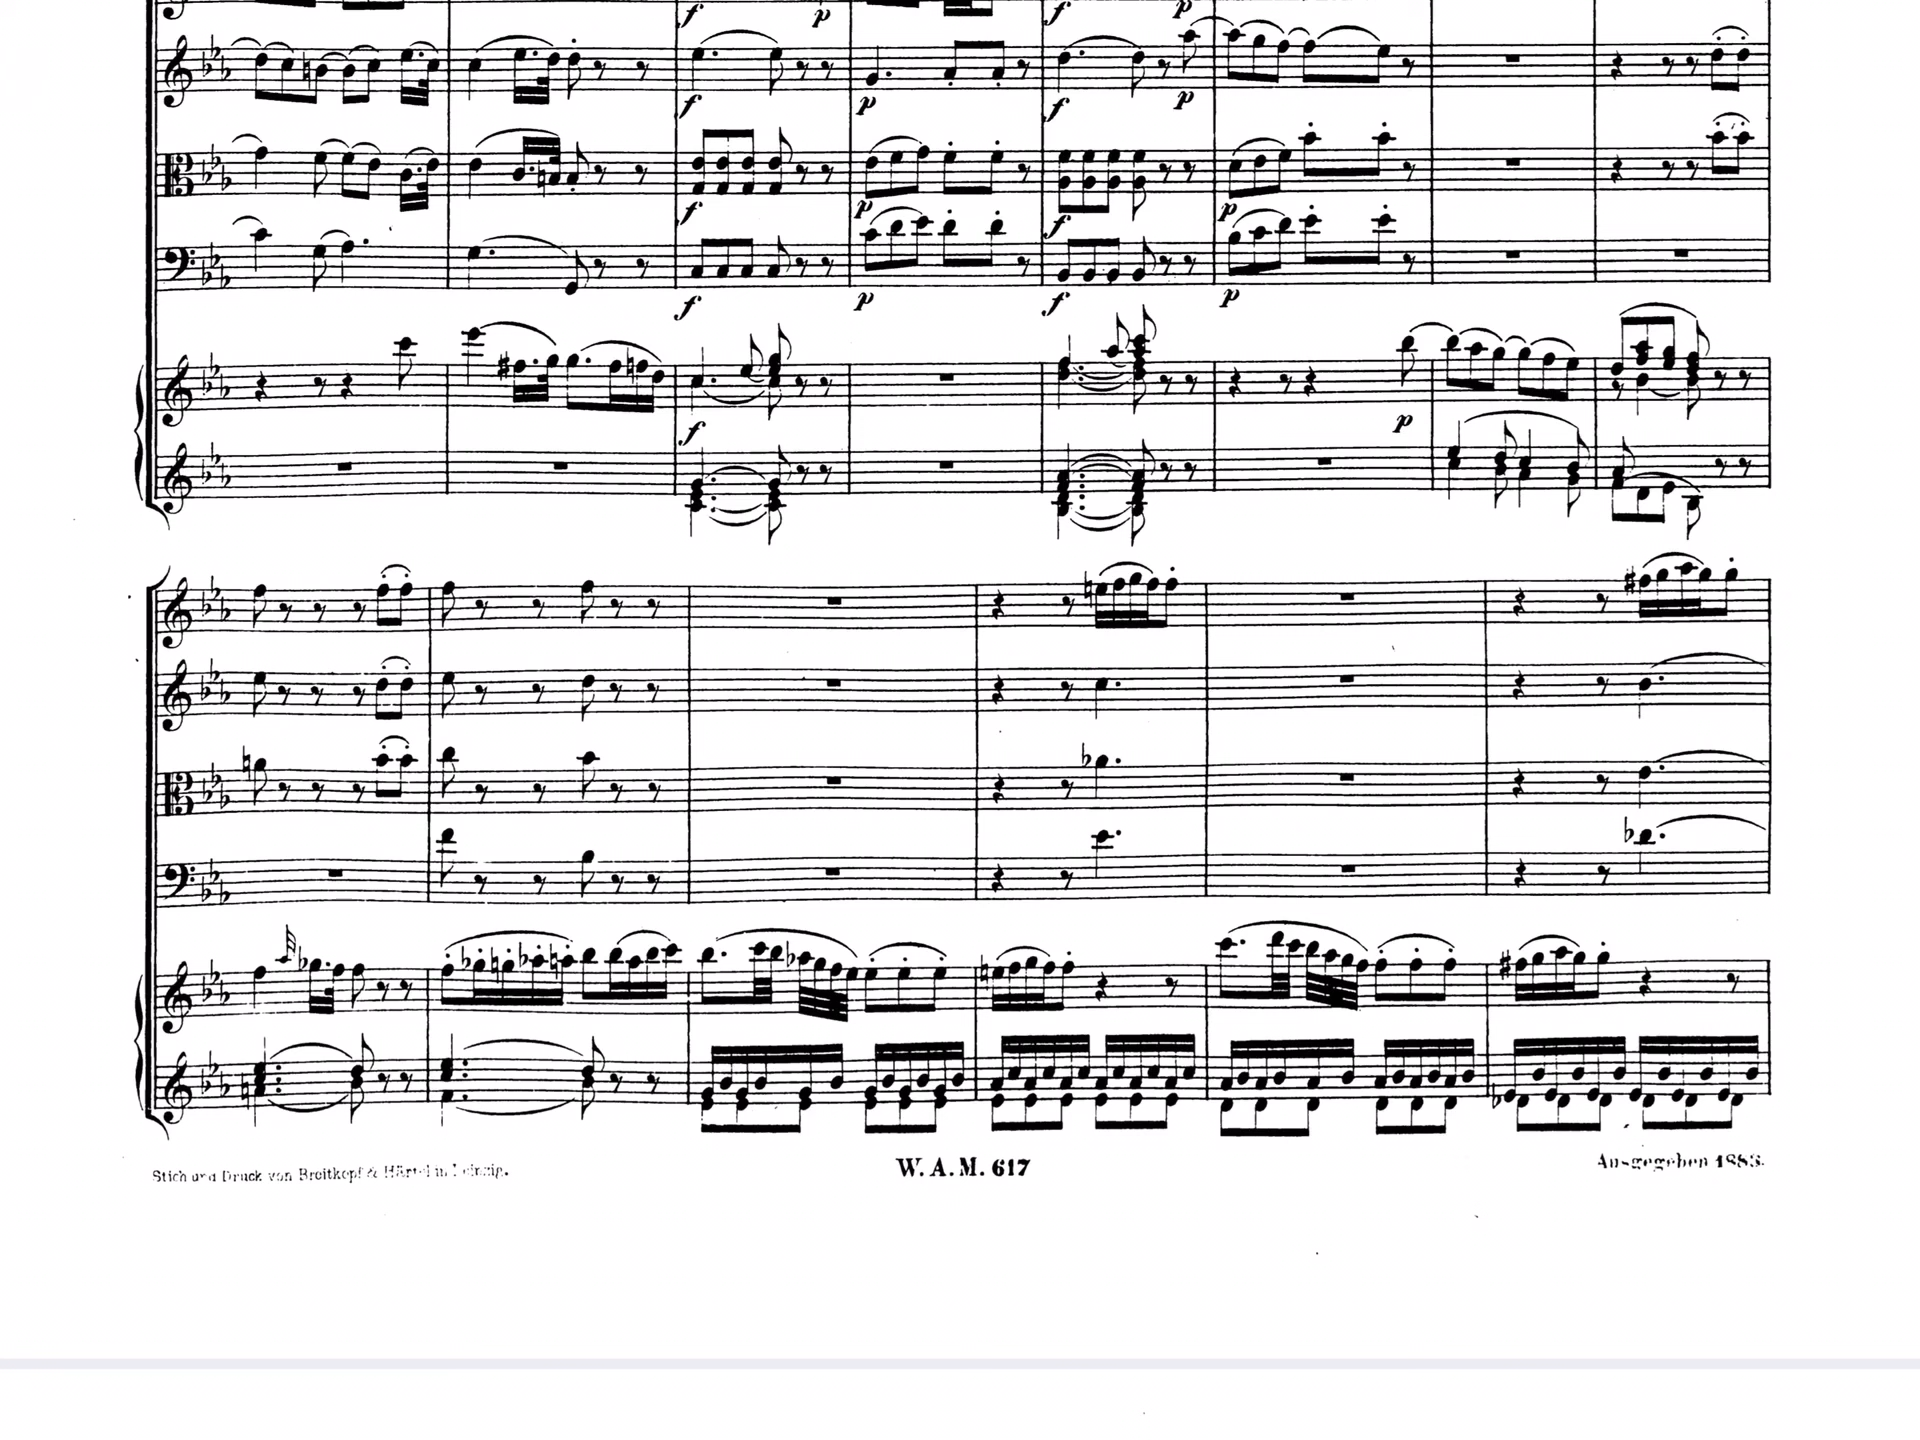 f p f p
f p f p
f p f p
f p f p
f p
Stich und Druck von Breitkopf & Härtel in Leipzig.
W. A. M. 617
Ausgegeben 1883.